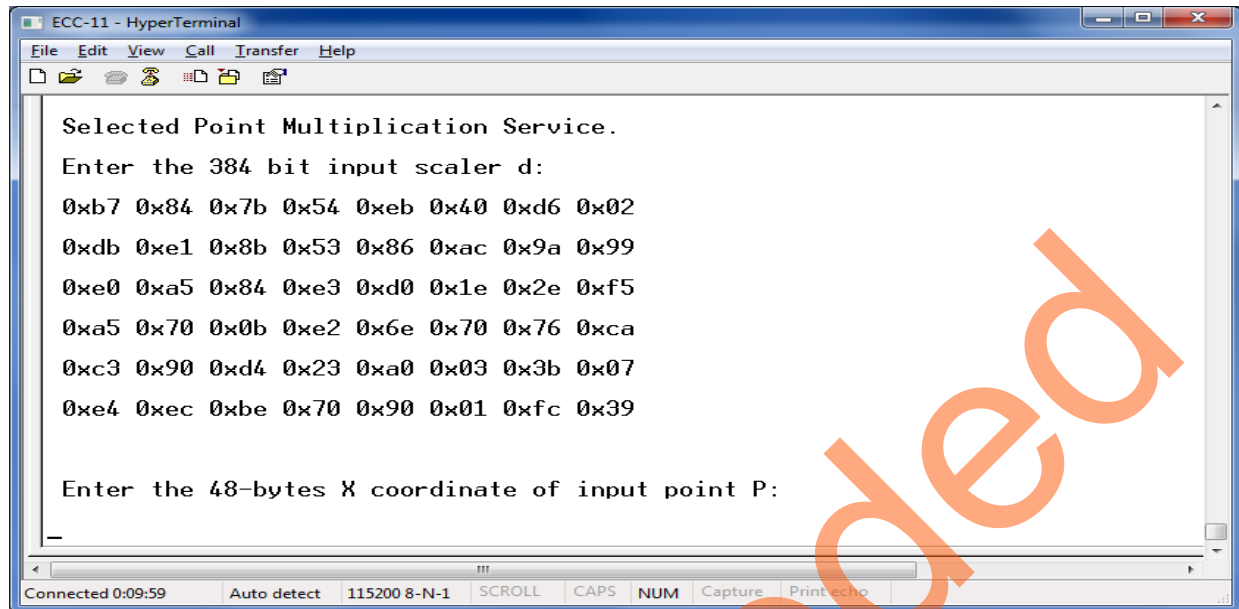 ECC-11 - HyperTerminal
File Edit View Call Transfer Help
Selected Point Multiplication Service.
Enter the 384 bit input scaler d:
0xb7 0x84 0x7b 0x54 0xeb 0x40 0xd6 0x02
0xdb 0xe1 0x8b 0x53 0x86 0xac 0x9a 0x99
0xe0 0xa5 0x84 0xe3 0xd0 0x1e 0x2e 0xf5
0xa5 0x70 0x0b 0xe2 0x6e 0x70 0x76 0xca
0xc3 0x90 0xd4 0x23 0xa0 0x03 0x3b 0x07
0xe4 0xec 0xbe 0x70 0x90 0x01 0xfc 0x39
Enter the 48-bytes X coordinate of input point P:
_
Connected 0:09:59 Auto detect 115200 8-N-1 SCROLL CAPS NUM Capture Print echo
ded